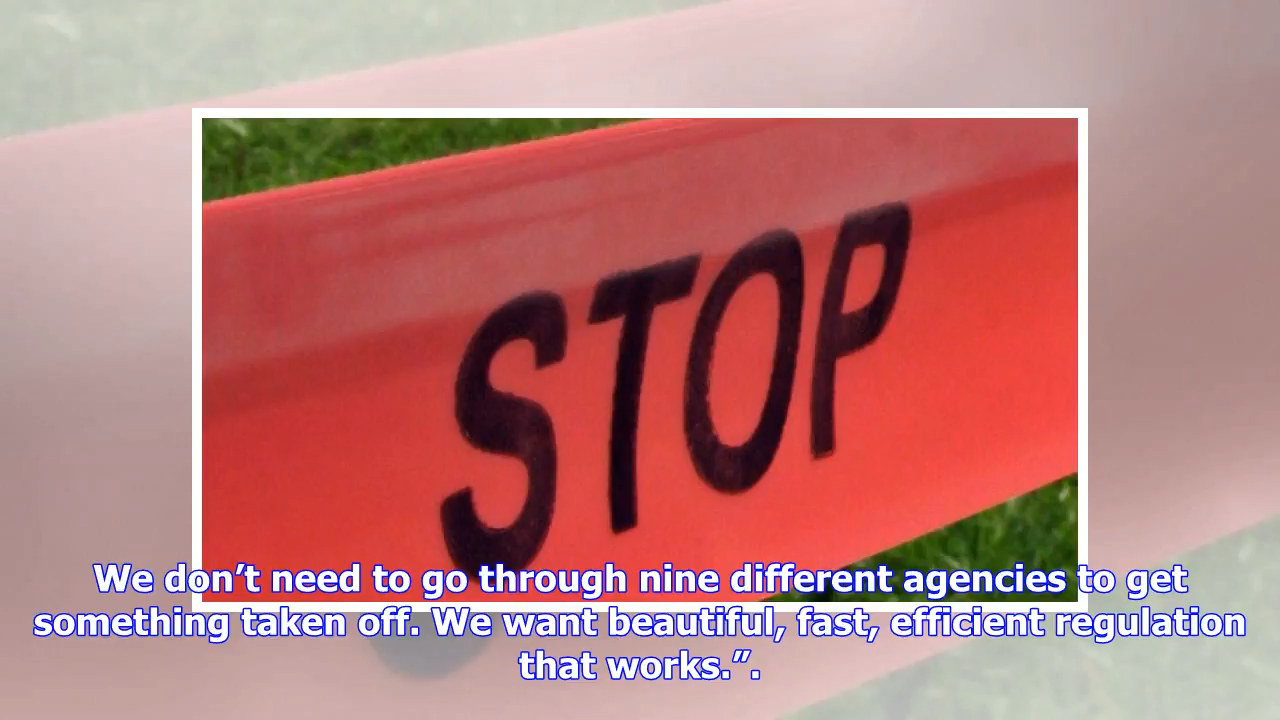 STOP
We don’t need to go through nine different agencies to get
something taken off. We want beautiful, fast, efficient regulation
that works.”.